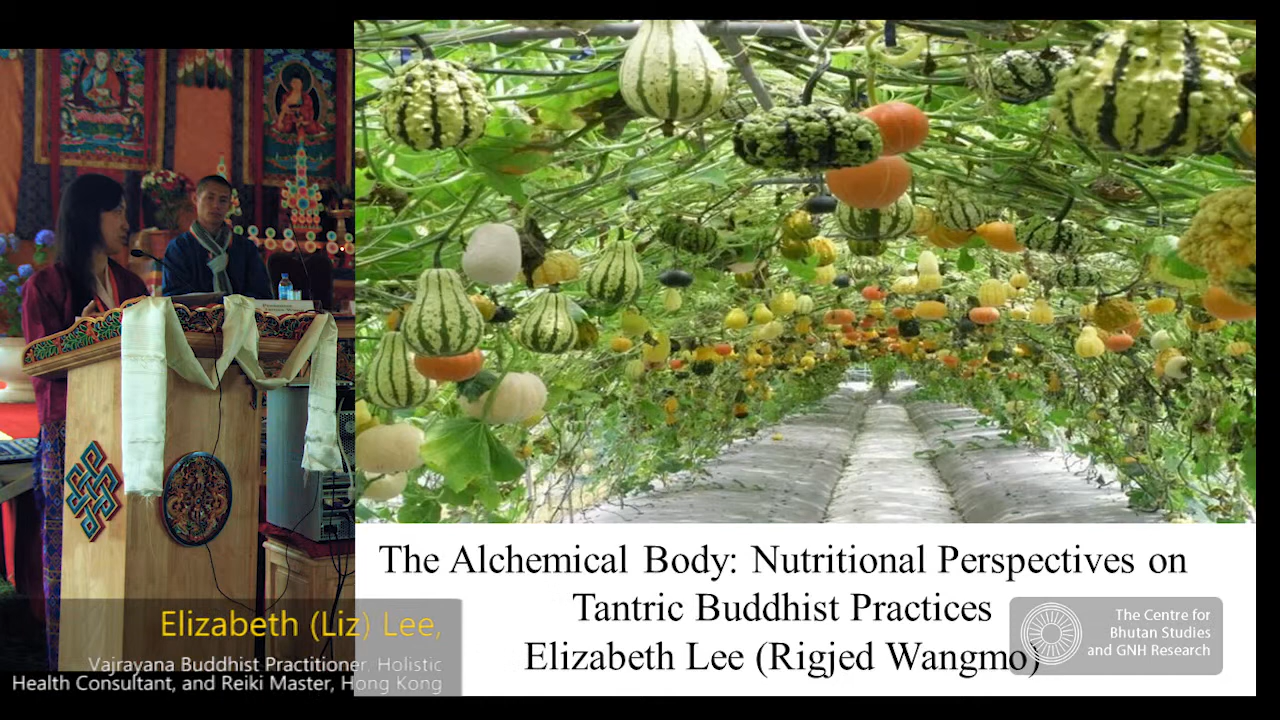 The Alchemical Body: Nutritional Perspectives on
Tantric Buddhist Practices
Elizabeth Lee (Rigjed Wangmo)
Elizabeth (Liz) Lee,
Vajrayana Buddhist Practitioner, Holistic
Health Consultant, and Reiki Master, Hong Kong
The Centre for
Bhutan Studies
and GNH Research